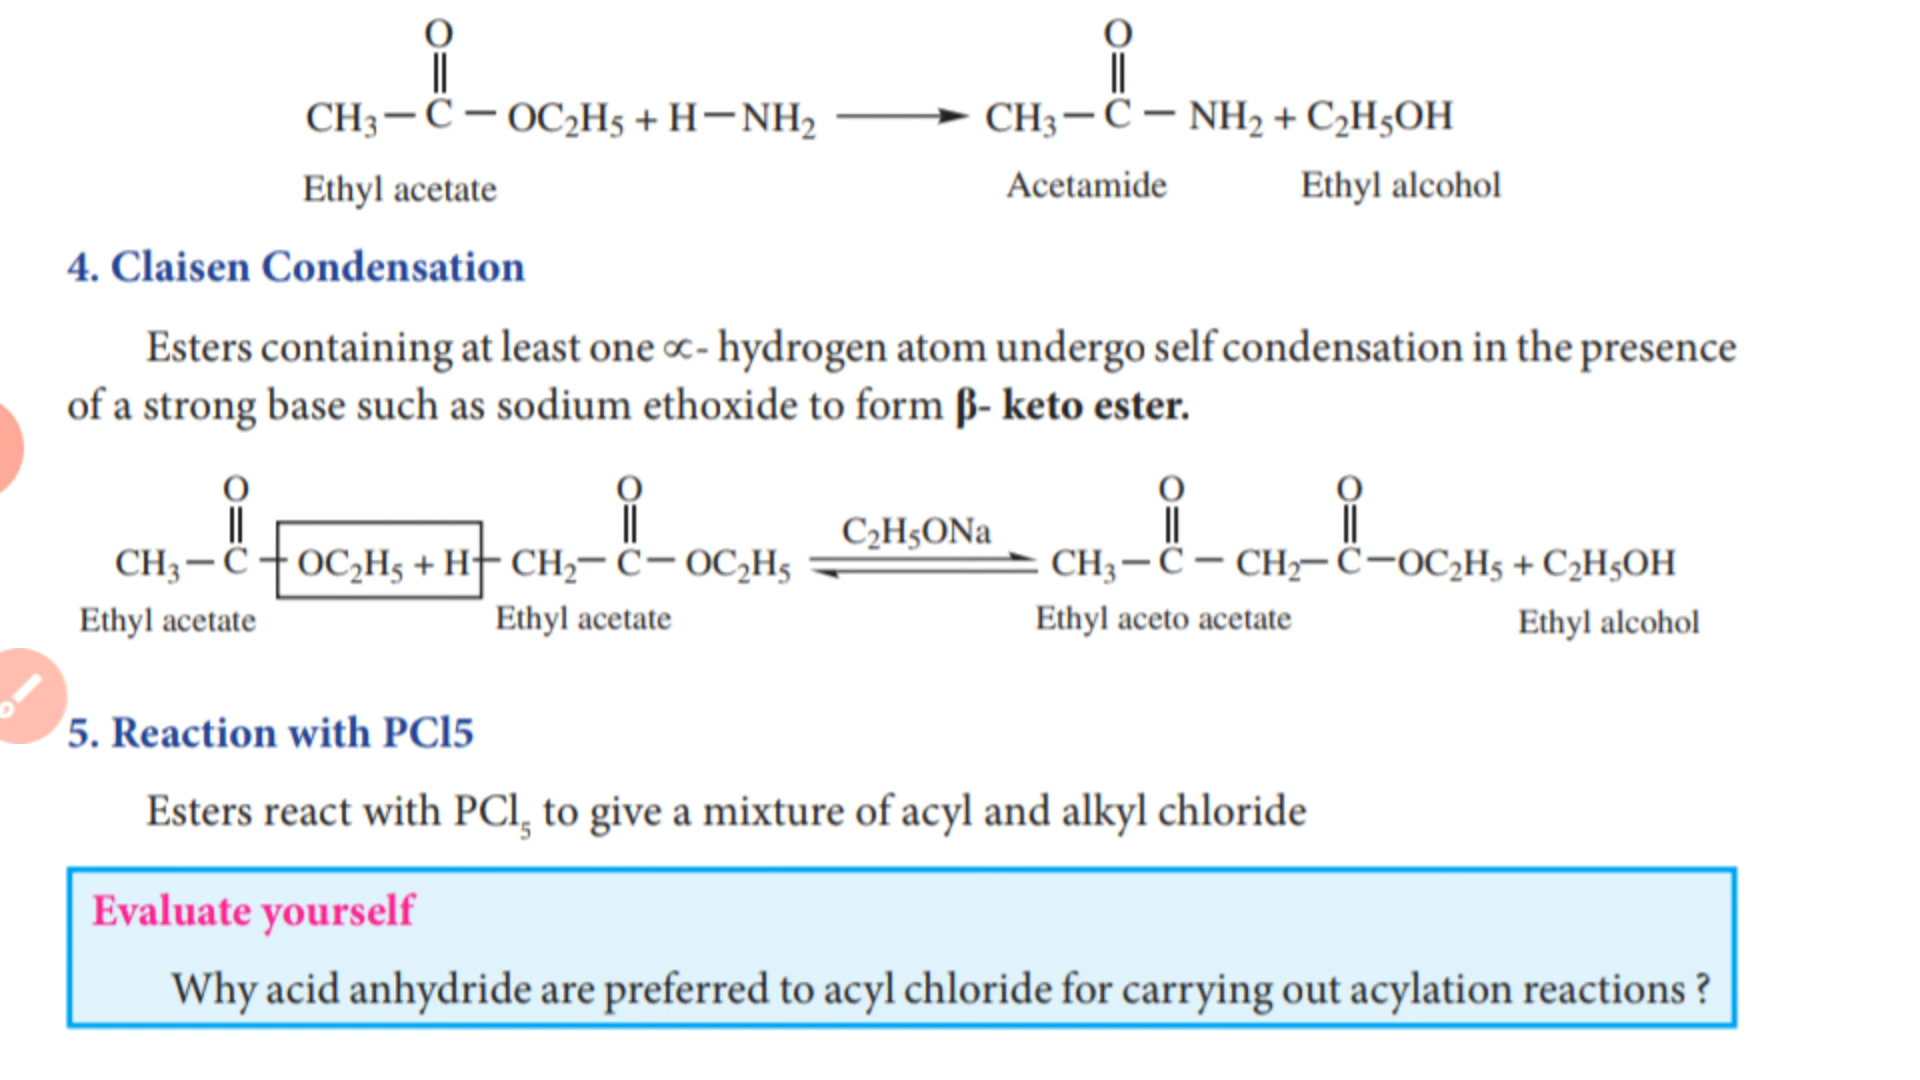 O O
|| ||
CH₃ — C — OC₂H₅ + H — NH₂ ⟶ CH₃ — C — NH₂ + C₂H₅OH
Ethyl acetate Acetamide Ethyl alcohol
4. Claisen Condensation
Esters containing at least one ∝- hydrogen atom undergo self condensation in the presence
of a strong base such as sodium ethoxide to form β- keto ester.
O O O O
|| || || ||
CH₃ — C — OC₂H₅ + H — CH₂ — C — OC₂H₅ ⇌ C₂H₅ONa CH₃ — C — CH₂ — C — OC₂H₅ + C₂H₅OH
Ethyl acetate Ethyl acetate Ethyl aceto acetate Ethyl alcohol
5. Reaction with PCl5
Esters react with PCl₅ to give a mixture of acyl and alkyl chloride
Evaluate yourself
Why acid anhydride are preferred to acyl chloride for carrying out acylation reactions ?